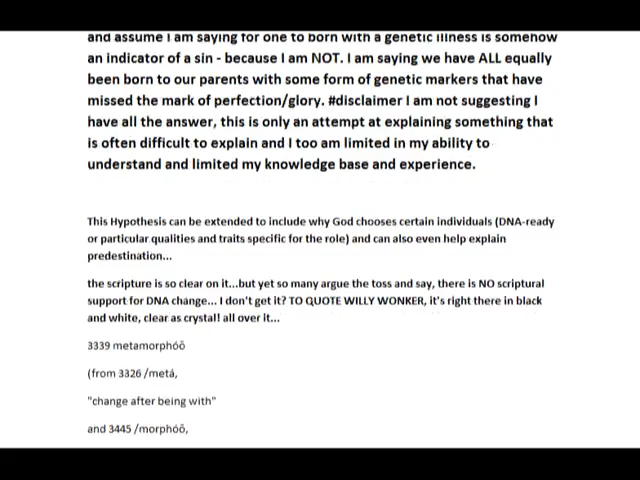 and assume I am saying for one to born with a genetic illness is somehow
an indicator of a sin - because I am NOT. I am saying we have ALL equally
been born to our parents with some form of genetic markers that have
missed the mark of perfection/glory. #disclaimer I am not suggesting I
have all the answer, this is only an attempt at explaining something that
is often difficult to explain and I too am limited in my ability to
understand and limited my knowledge base and experience.
This Hypothesis can be extended to include why God chooses certain individuals (DNA-ready
or particular qualities and traits specific for the role) and can also even help explain
predestination...
the scripture is so clear on it...but yet so many argue the toss and say, there is NO scriptural
support for DNA change... I don't get it? TO QUOTE WILLY WONKER, it's right there in black
and white, clear as crystal! all over it...
3339 metamorphóō
(from 3326 /metá,
"change after being with"
and 3445 /morphóō,